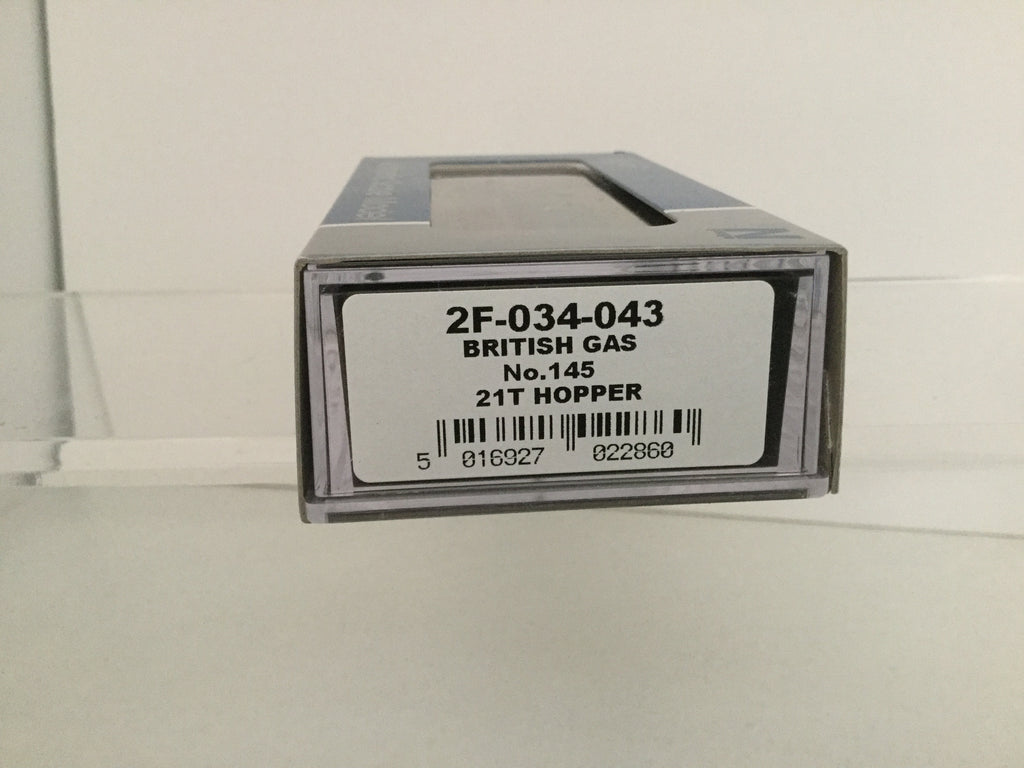 2F-034-043
BRITISH GAS
No.145
21T HOPPER
5 016927 022860
N